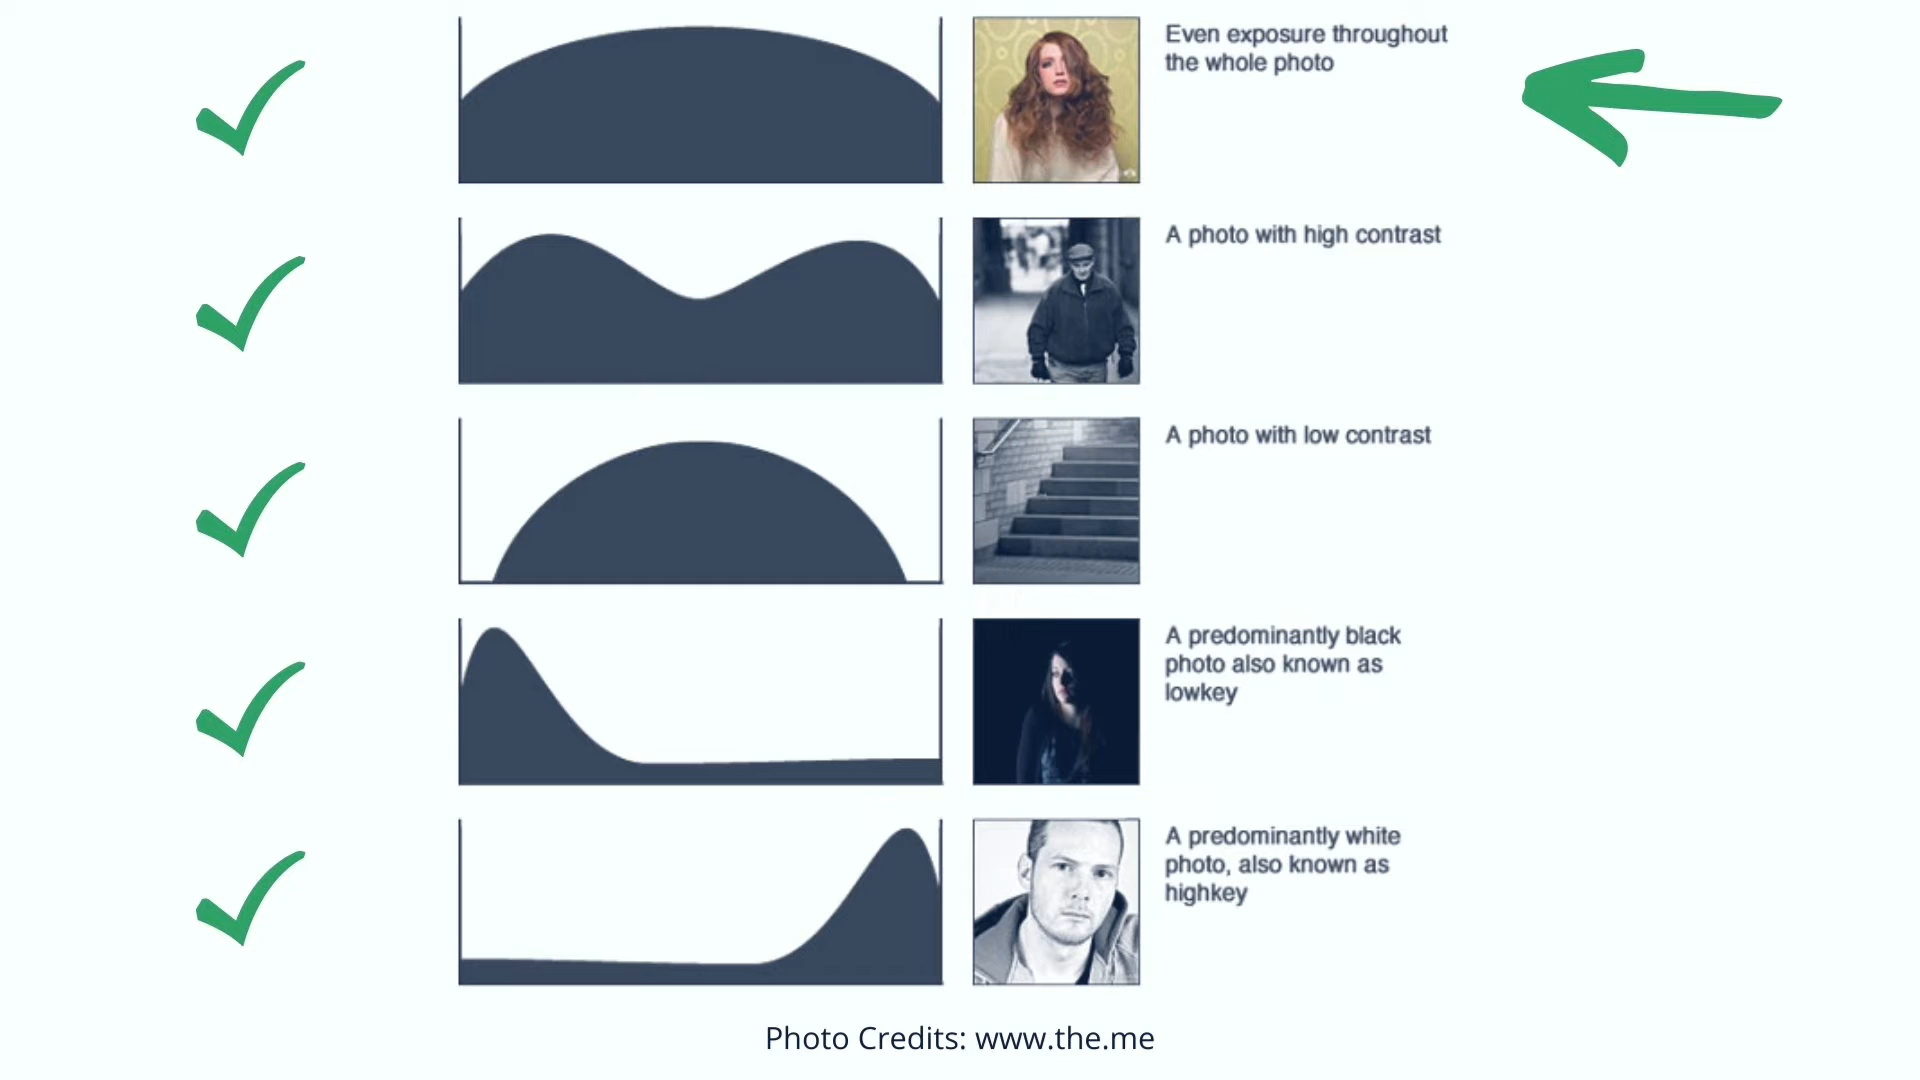 Even exposure throughout
the whole photo
A photo with high contrast
A photo with low contrast
A predominantly black
photo also known as
lowkey
A predominantly white
photo, also known as
highkey
Photo Credits: www.the.me